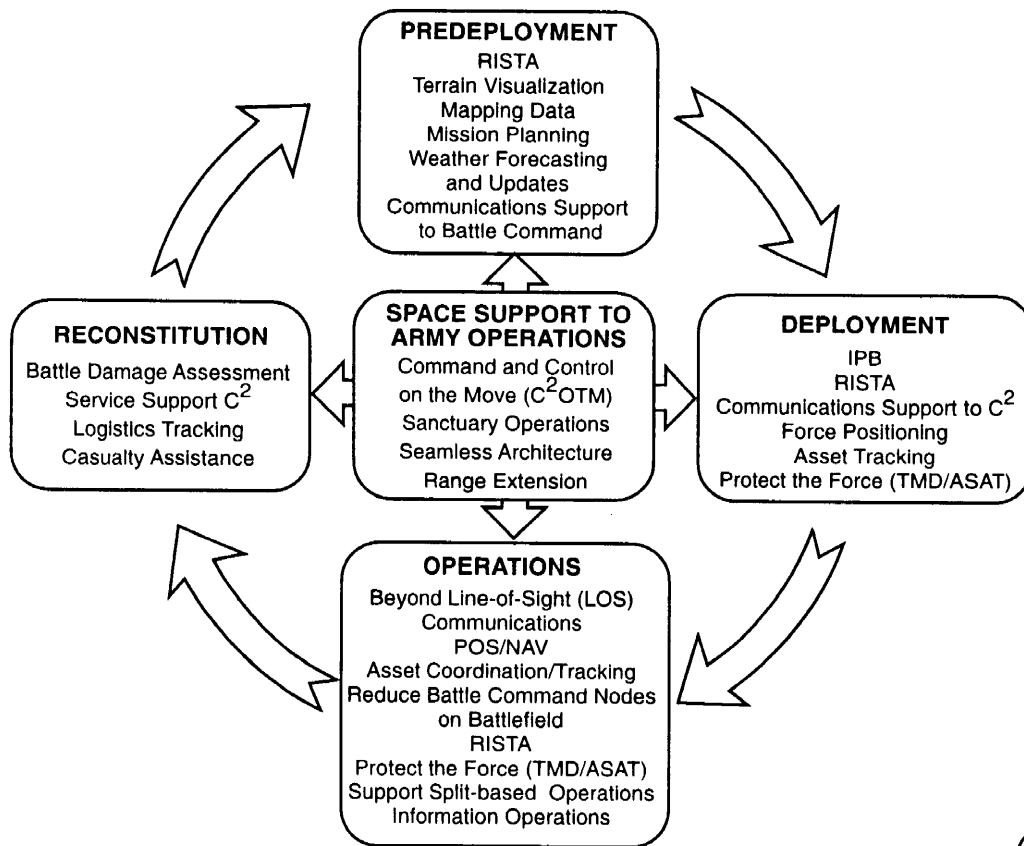 PREDEPLOYMENT
RISTA
Terrain Visualization
Mapping Data
Mission Planning
Weather Forecasting
and Updates
Communications Support
to Battle Command
RECONSTITUTION
Battle Damage Assessment
Service Support C²
Logistics Tracking
Casualty Assistance
SPACE SUPPORT TO
ARMY OPERATIONS
Command and Control
on the Move (C²OTM)
Sanctuary Operations
Seamless Architecture
Range Extension
DEPLOYMENT
IPB
RISTA
Communications Support to C²
Force Positioning
Asset Tracking
Protect the Force (TMD/ASAT)
OPERATIONS
Beyond Line-of-Sight (LOS)
Communications
POS/NAV
Asset Coordination/Tracking
Reduce Battle Command Nodes
on Battlefield
RISTA
Protect the Force (TMD/ASAT)
Support Split-based Operations
Information Operations